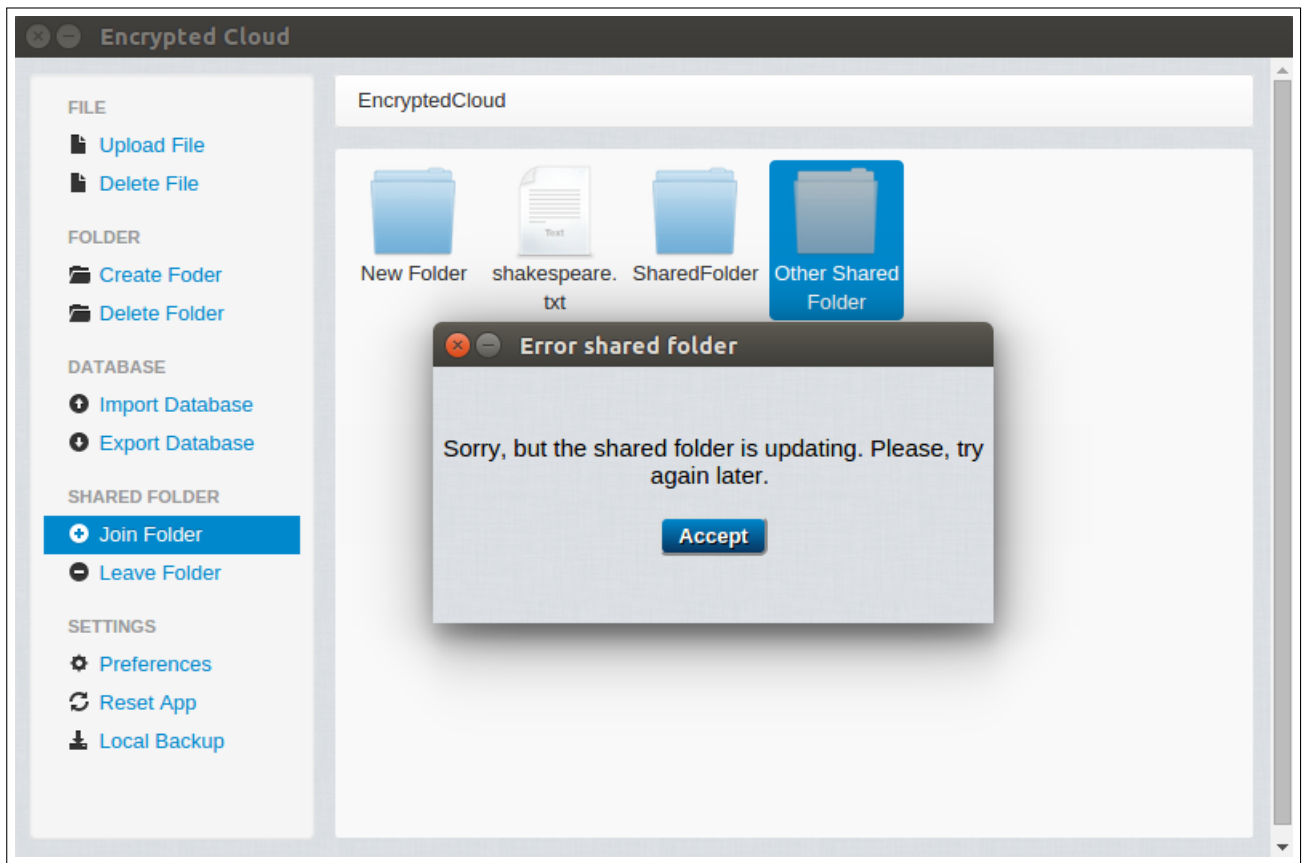 Encrypted Cloud
FILE
Upload File
Delete File
FOLDER
Create Foder
Delete Folder
DATABASE
Import Database
Export Database
SHARED FOLDER
Join Folder
Leave Folder
SETTINGS
Preferences
Reset App
Local Backup
EncryptedCloud
New Folder
Text
shakespeare.
txt
SharedFolder
Other Shared
Folder
Error shared folder
Sorry, but the shared folder is updating. Please, try
again later.
Accept